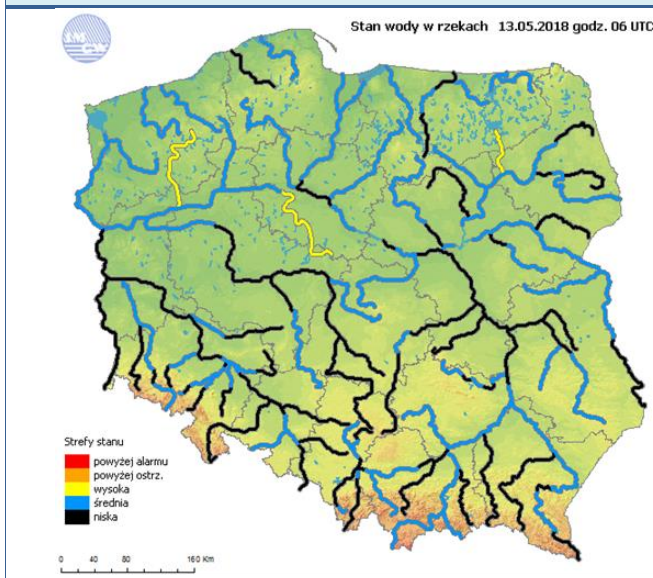 Stan wody w rzekach 13.05.2018 godz. 06 UTC
Strefy stanu
powyżej alarmu
powyżej ostrz.
wysoka
średnia
niska
0 40 80 160 Km